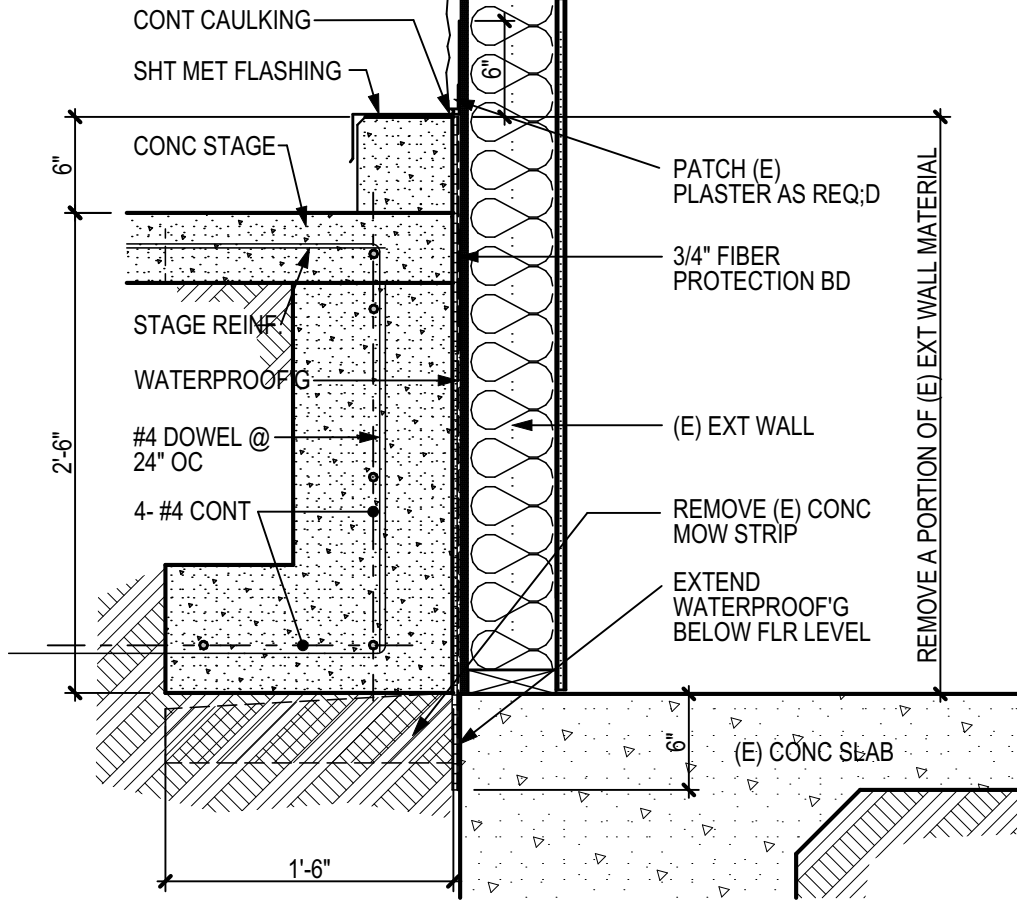 CONT CAULKING
SHT MET FLASHING
CONC STAGE
STAGE REINF.
WATERPROOF'G
#4 DOWEL @
24" OC
4- #4 CONT
6"
2'-6"
1'-6"
6"
PATCH (E)
PLASTER AS REQ;D
3/4" FIBER
PROTECTION BD
(E) EXT WALL
REMOVE (E) CONC
MOW STRIP
EXTEND
WATERPROOF'G
BELOW FLR LEVEL
REMOVE A PORTION OF (E) EXT WALL MATERIAL
6"
(E) CONC SLAB